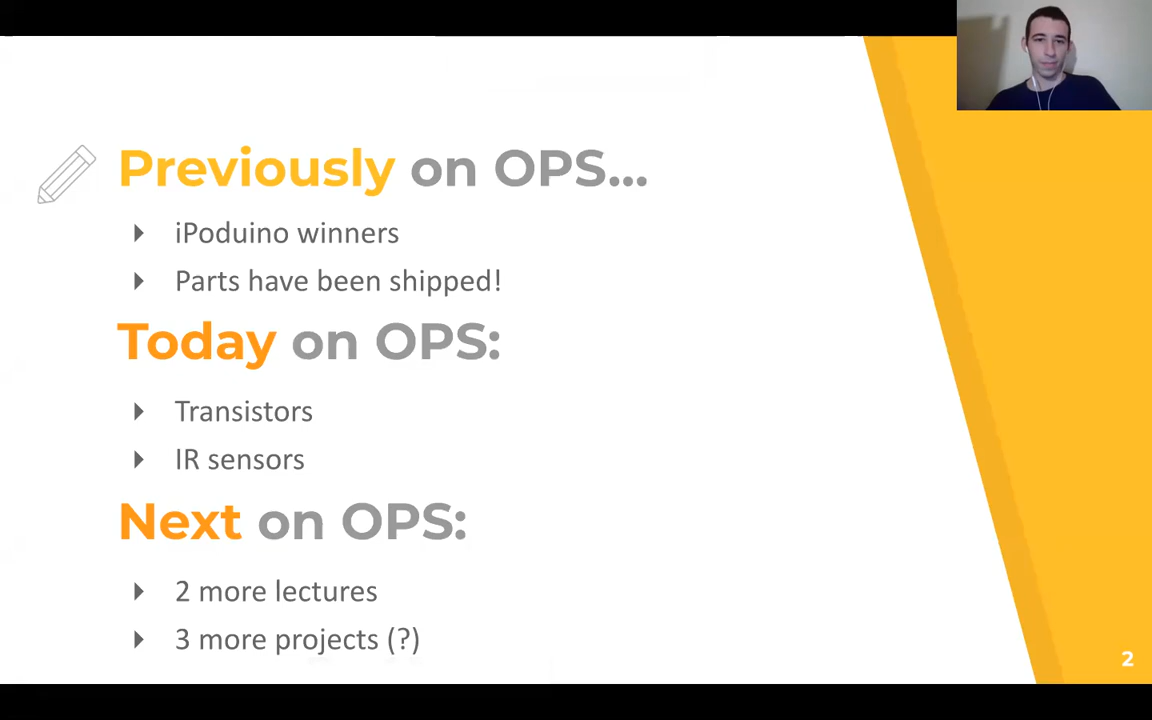 Previously on OPS...
iPoduino winners
Parts have been shipped!
Today on OPS:
Transistors
IR sensors
Next on OPS:
2 more lectures
3 more projects (?)
2